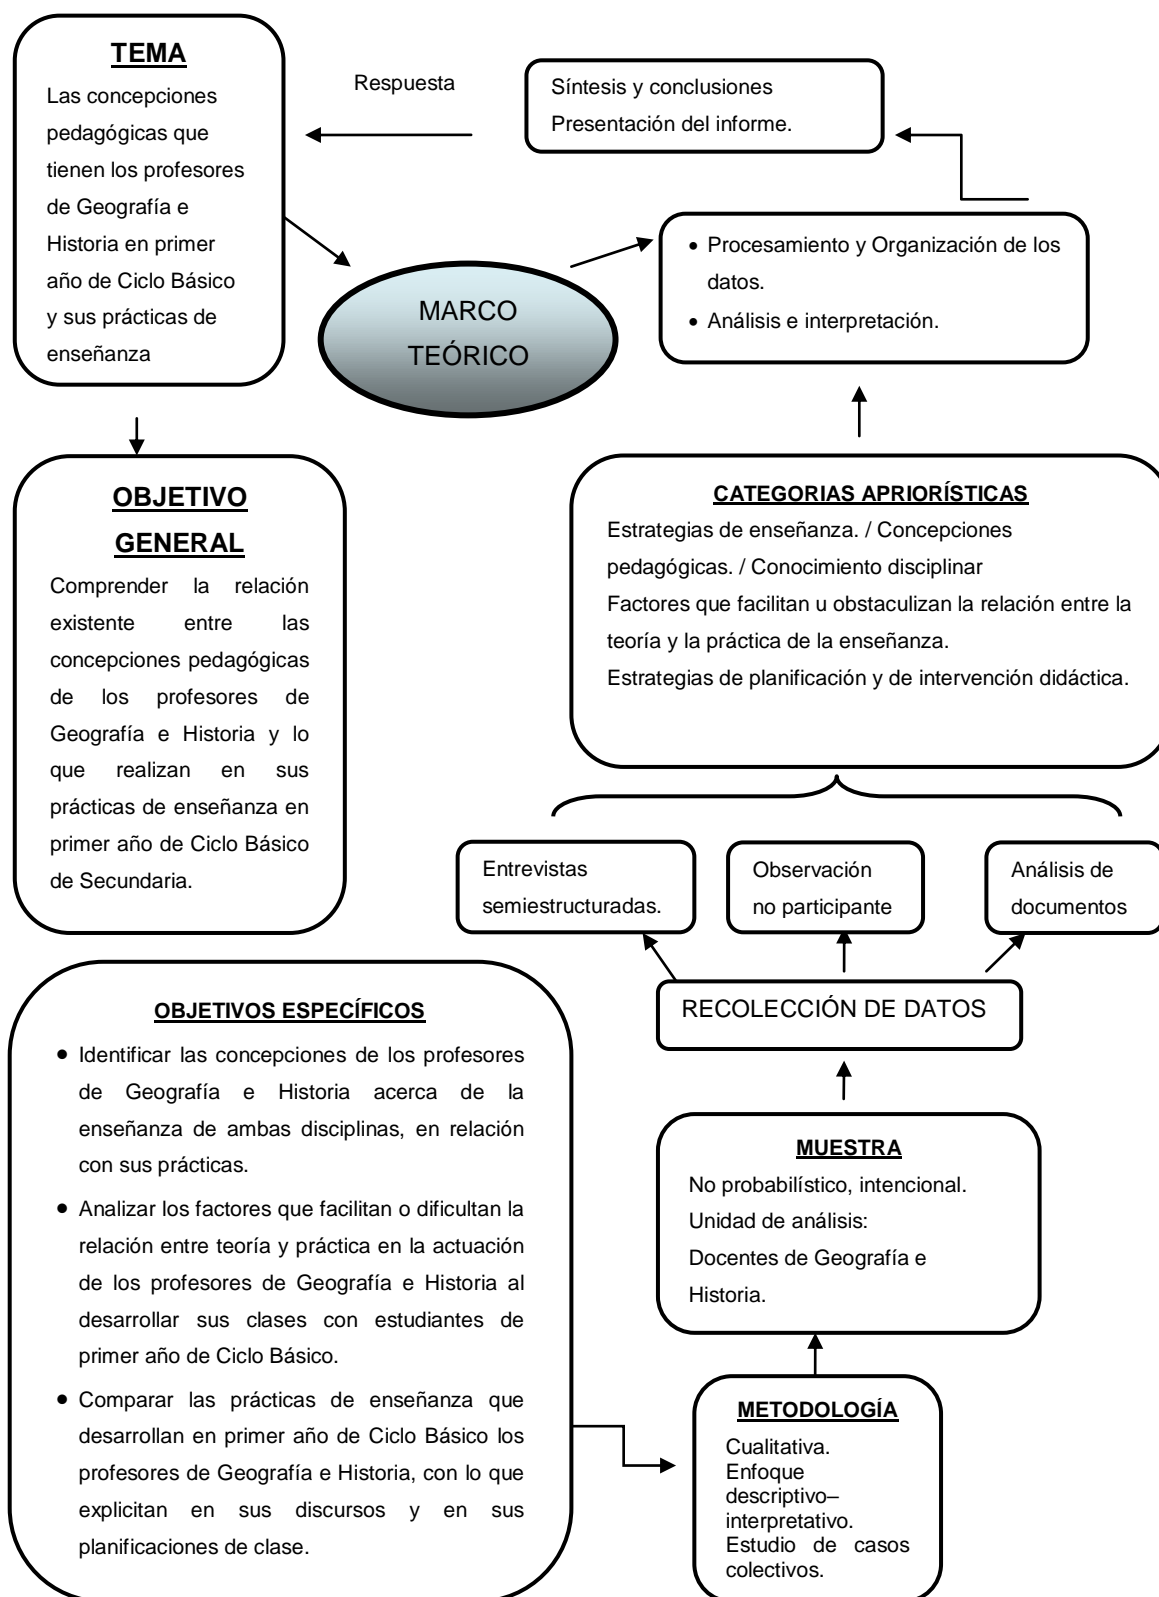 TEMA
Las concepciones
pedagógicas que
tienen los profesores
de Geografía e
Historia en primer
año de Ciclo Básico
y sus prácticas de
enseñanza
Respuesta
Síntesis y conclusiones
Presentación del informe.
MARCO
TEÓRICO
• Procesamiento y Organización de los
datos.
• Análisis e interpretación.
OBJETIVO
GENERAL
Comprender la relación
existente entre las
concepciones pedagógicas
de los profesores de
Geografía e Historia y lo
que realizan en sus
prácticas de enseñanza en
primer año de Ciclo Básico
de Secundaria.
CATEGORIAS APRIORÍSTICAS
Estrategias de enseñanza. / Concepciones
pedagógicas. / Conocimiento disciplinar
Factores que facilitan u obstaculizan la relación entre la
teoría y la práctica de la enseñanza.
Estrategias de planificación y de intervención didáctica.
Entrevistas
semiestructuradas.
Observación
no participante
Análisis de
documentos
RECOLECCIÓN DE DATOS
OBJETIVOS ESPECÍFICOS
• Identificar las concepciones de los profesores
de Geografía e Historia acerca de la
enseñanza de ambas disciplinas, en relación
con sus prácticas.
• Analizar los factores que facilitan o dificultan la
relación entre teoría y práctica en la actuación
de los profesores de Geografía e Historia al
desarrollar sus clases con estudiantes de
primer año de Ciclo Básico.
• Comparar las prácticas de enseñanza que
desarrollan en primer año de Ciclo Básico los
profesores de Geografía e Historia, con lo que
explicitan en sus discursos y en sus
planificaciones de clase.
MUESTRA
No probabilístico, intencional.
Unidad de análisis:
Docentes de Geografía e
Historia.
METODOLOGÍA
Cualitativa.
Enfoque
descriptivo–
interpretativo.
Estudio de casos
colectivos.